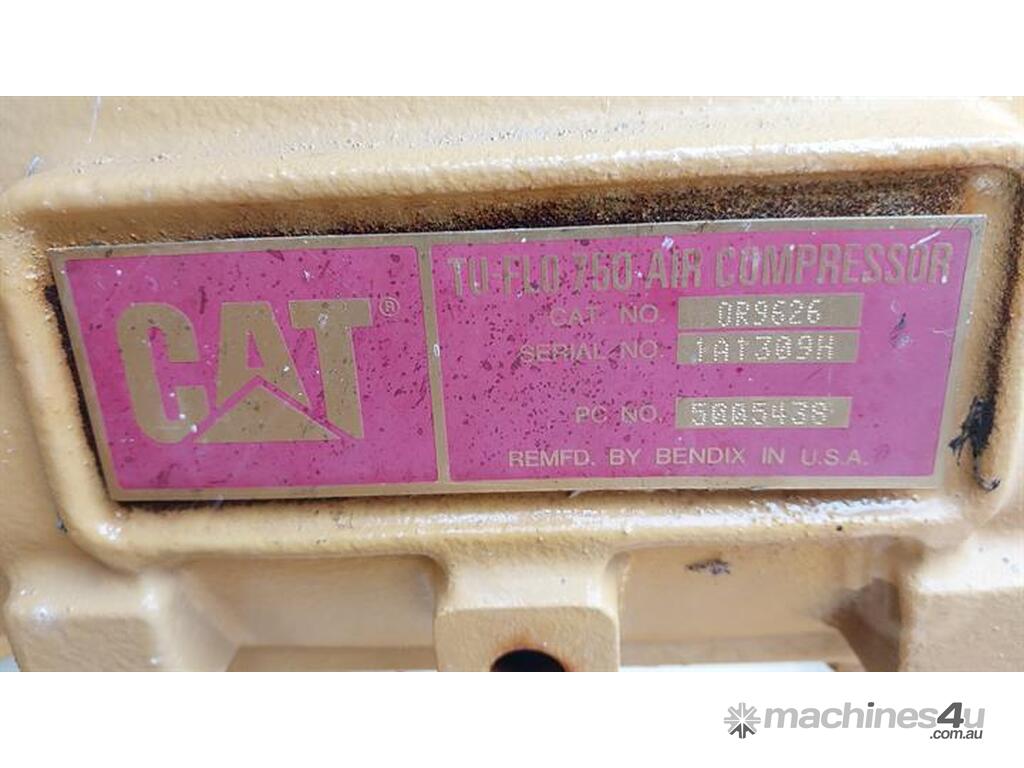 CAT®
TU-FLO 750 AIR COMPRESSOR
CAT. NO. 0R9626
SERIAL NO. 1A1309H
PC NO. 5005438
REMFD. BY BENDIX IN U.S.A.
machines4u
.com.au